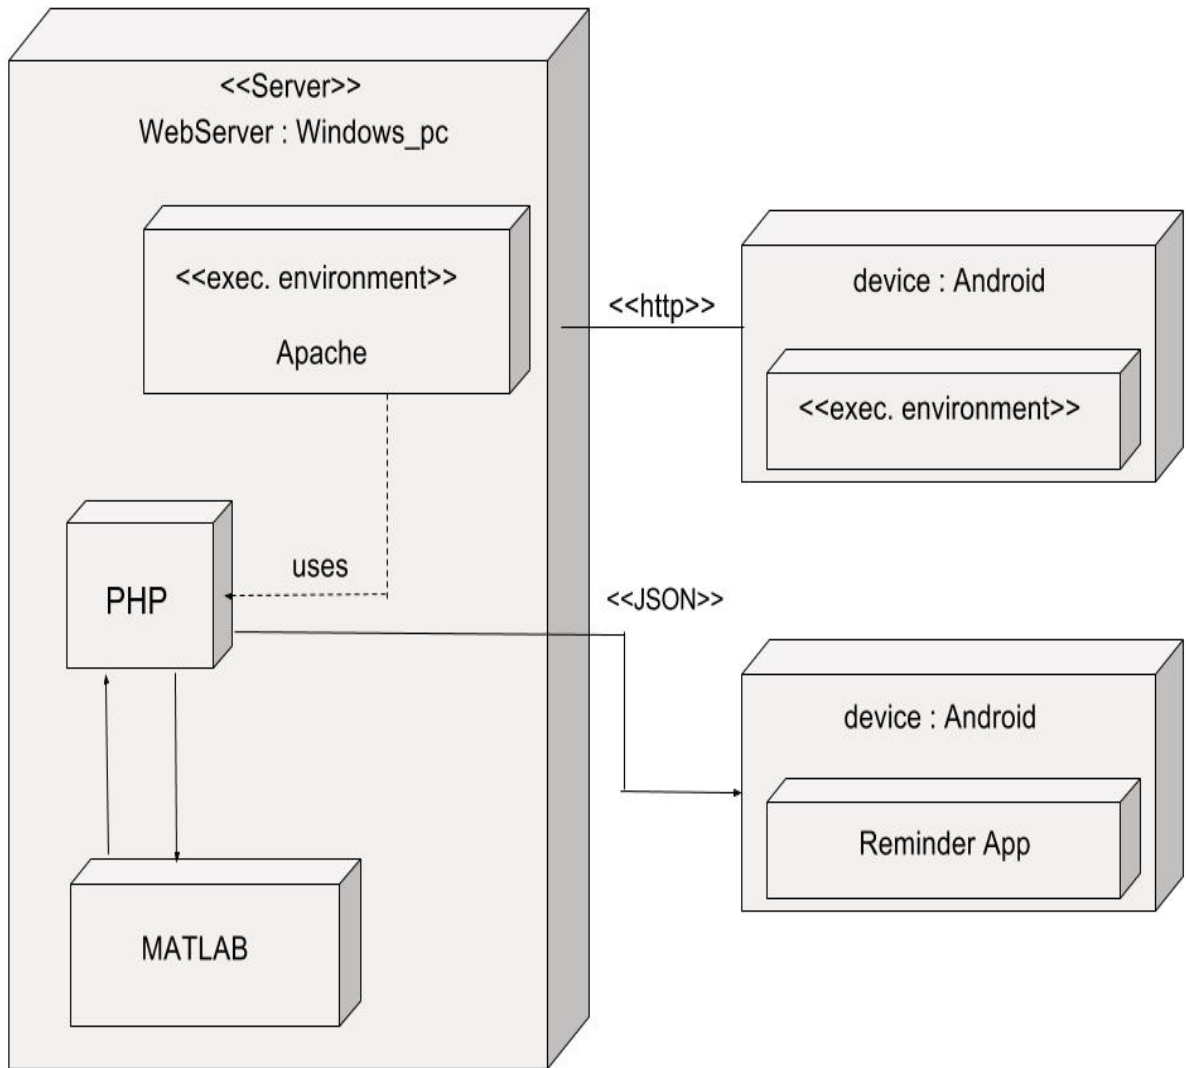 <<Server>>
WebServer : Windows_pc
<<exec. environment>>
Apache
<<http>>
device : Android
<<exec. environment>>
uses
PHP
<<JSON>>
device : Android
Reminder App
MATLAB